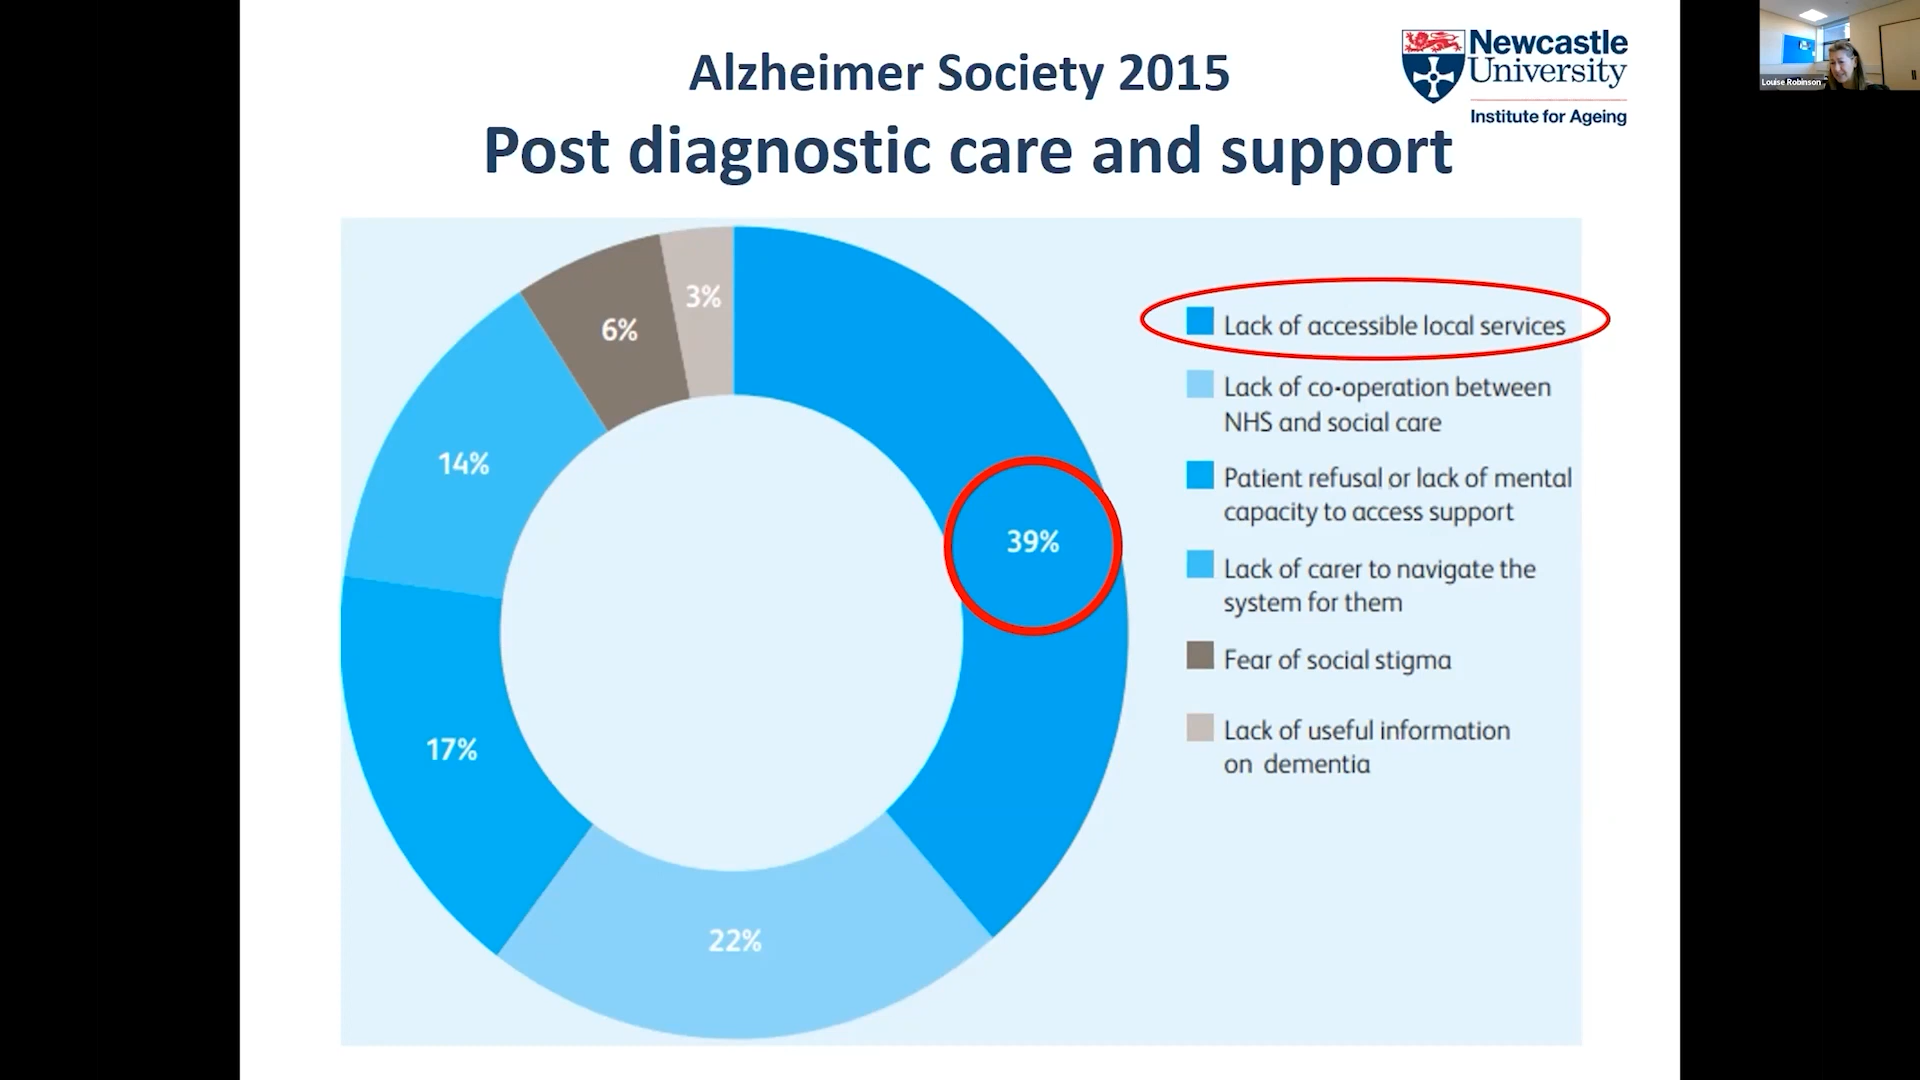 Alzheimer Society 2015
Post diagnostic care and support
Newcastle
University
Institute for Ageing
Louise Robinson
3%
6%
14%
39%
17%
22%
Lack of accessible local services
Lack of co-operation between
NHS and social care
Patient refusal or lack of mental
capacity to access support
Lack of carer to navigate the
system for them
Fear of social stigma
Lack of useful information
on dementia